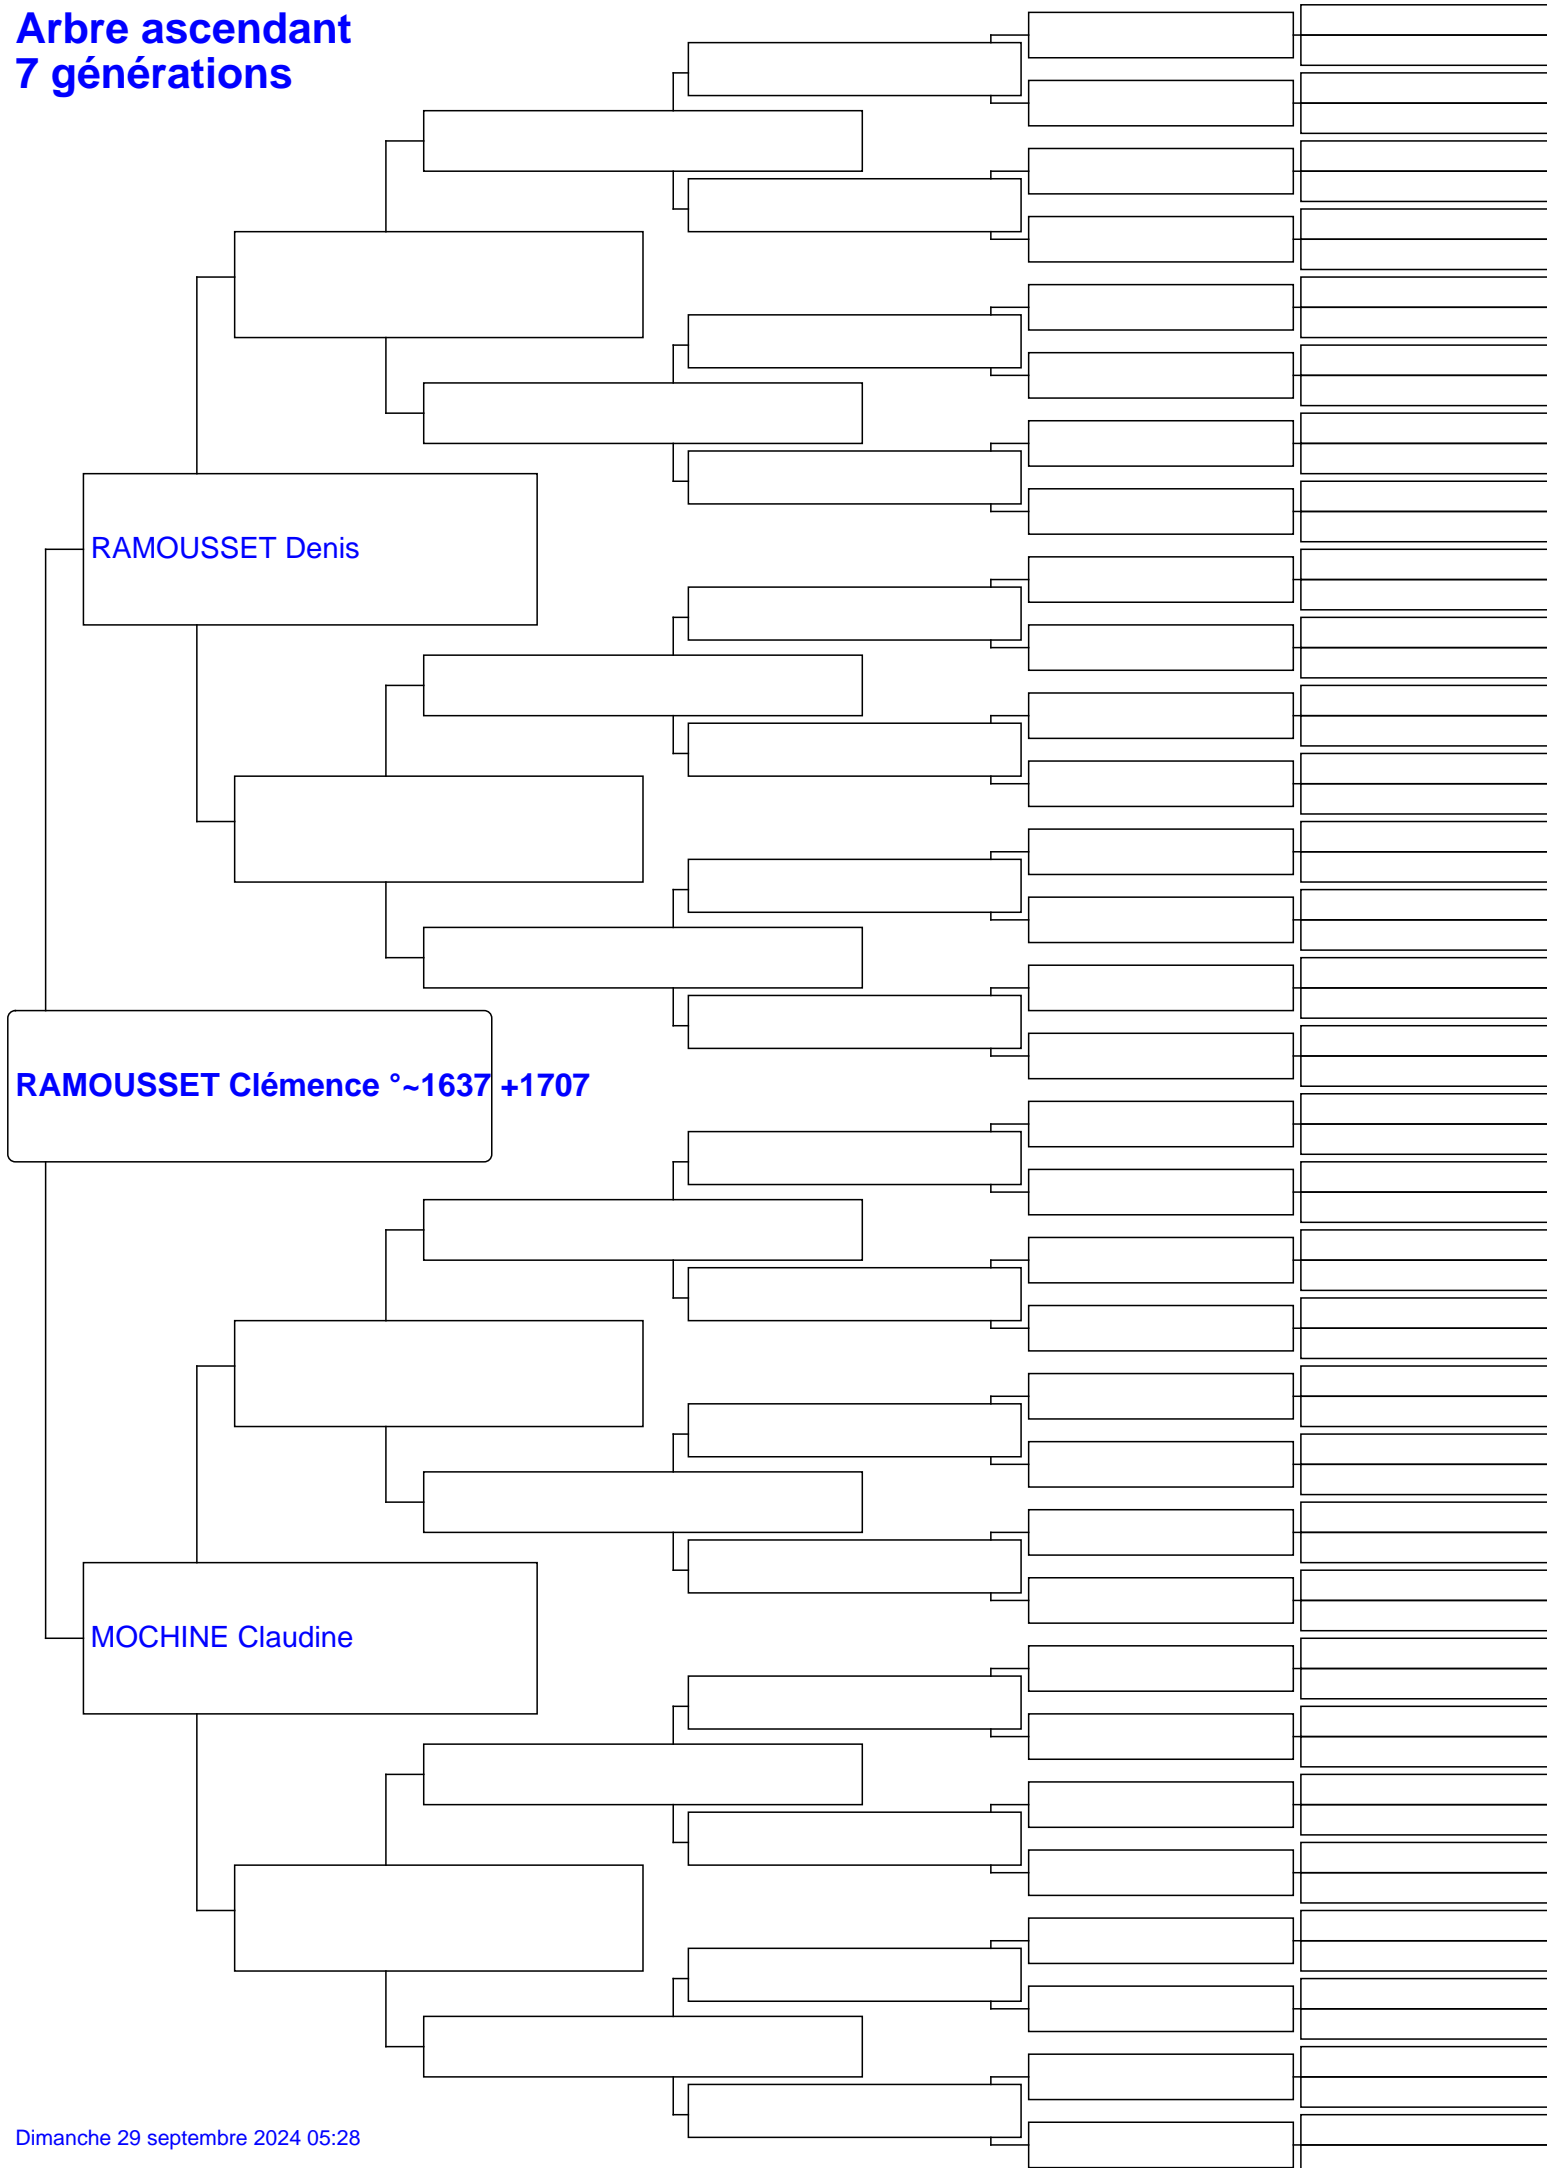 Arbre ascendant
7 générations
RAMOUSSET Denis
RAMOUSSET Clémence °~1637 +1707
MOCHINE Claudine
Dimanche 29 septembre 2024 05:28